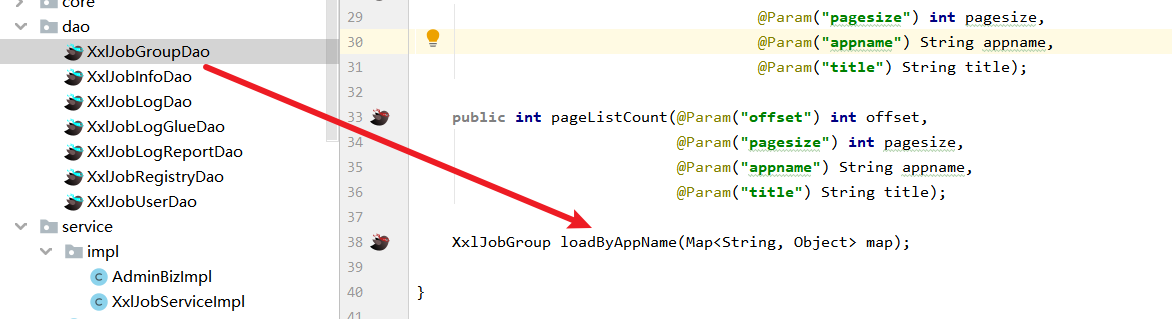 core
dao
XxlJobGroupDao
XxlJobInfoDao
XxlJobLogDao
XxlJobLogGlueDao
XxlJobLogReportDao
XxlJobRegistryDao
XxlJobUserDao
service
impl
AdminBizImpl
XxlJobServiceImpl
29 @Param("pagesize") int pagesize,
30 @Param("appname") String appname,
31 @Param("title") String title);
32
33 public int pageListCount(@Param("offset") int offset,
34 @Param("pagesize") int pagesize,
35 @Param("appname") String appname,
36 @Param("title") String title);
37
38 XxlJobGroup loadByAppName(Map<String, Object> map);
39
40 }
41